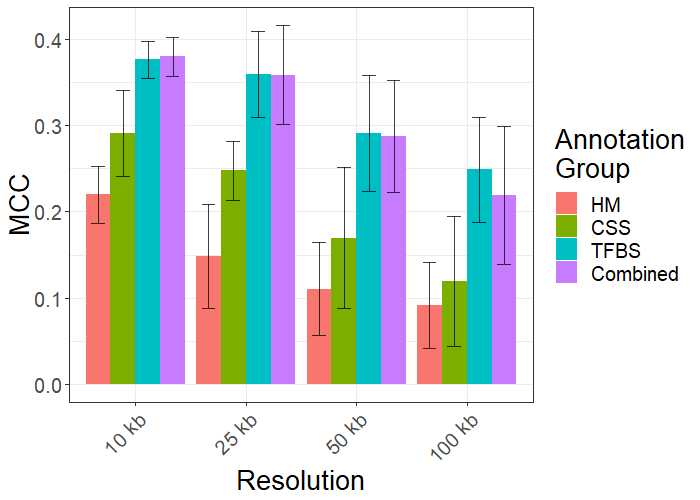 0.4
0.3
0.2
0.1
0.0
MCC
10 kb
25 kb
50 kb
100 kb
Resolution
Annotation
Group
HM
CSS
TFBS
Combined